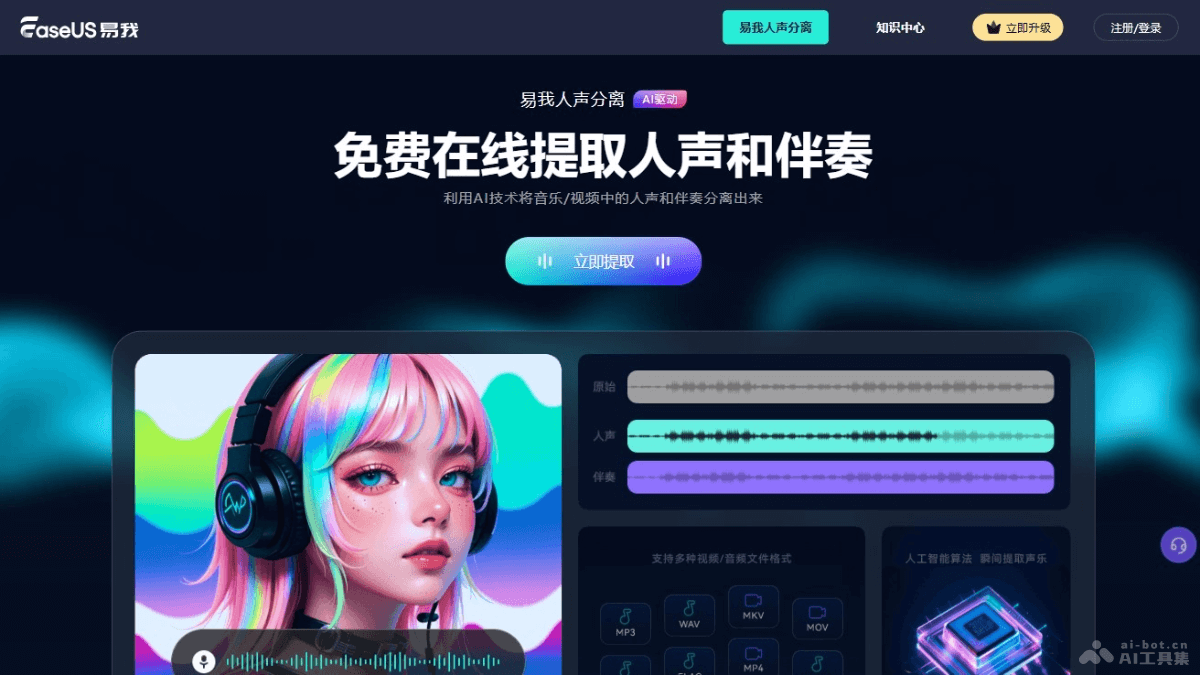 EaseUS 易我
易我人声分离
知识中心
立即升级
注册/登录
易我人声分离 AI驱动
免费在线提取人声和伴奏
利用AI技术将音乐/视频中的人声和伴奏分离出来
立即提取
原始
人声
伴奏
支持多种视频/音频文件格式
人工智能算法 瞬间提取声乐
MP3
WAV
MKV
MOV
MP4
ai-bot.cn
AI工具集